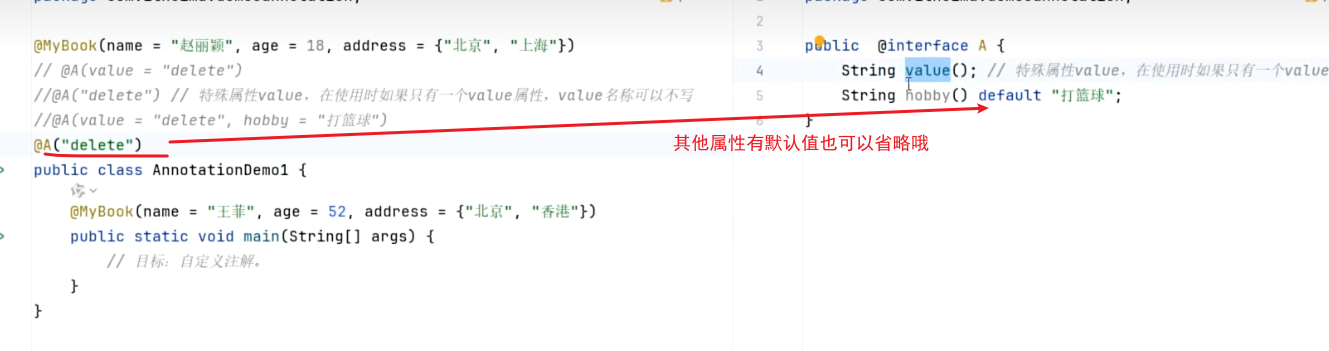 @MyBook(name = "赵丽颖", age = 18, address = {"北京", "上海"})
// @A(value = "delete")
//@A("delete") // 特殊属性value，在使用时如果只有一个value属性，value名称可以不写
//@A(value = "delete", hobby = "打篮球")
@A("delete")
public class AnnotationDemo1 {
@MyBook(name = "王菲", age = 52, address = {"北京", "香港"})
public static void main(String[] args) {
// 目标：自定义注解。
}
}
2
3 public @interface A {
4 String value(); // 特殊属性value，在使用时如果只有一个value
5 String hobby() default "打篮球";
6 }
其他属性有默认值也可以省略哦